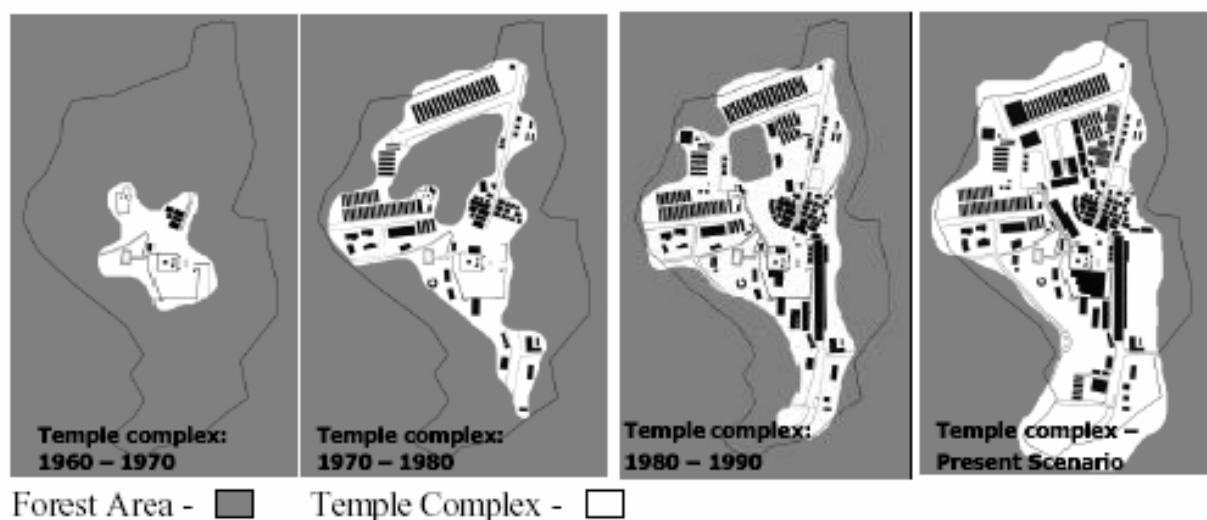 Temple complex:
1960 – 1970
Temple complex:
1970 – 1980
Temple complex:
1980 – 1990
Temple complex –
Present Scenario
Forest Area -
Temple Complex -